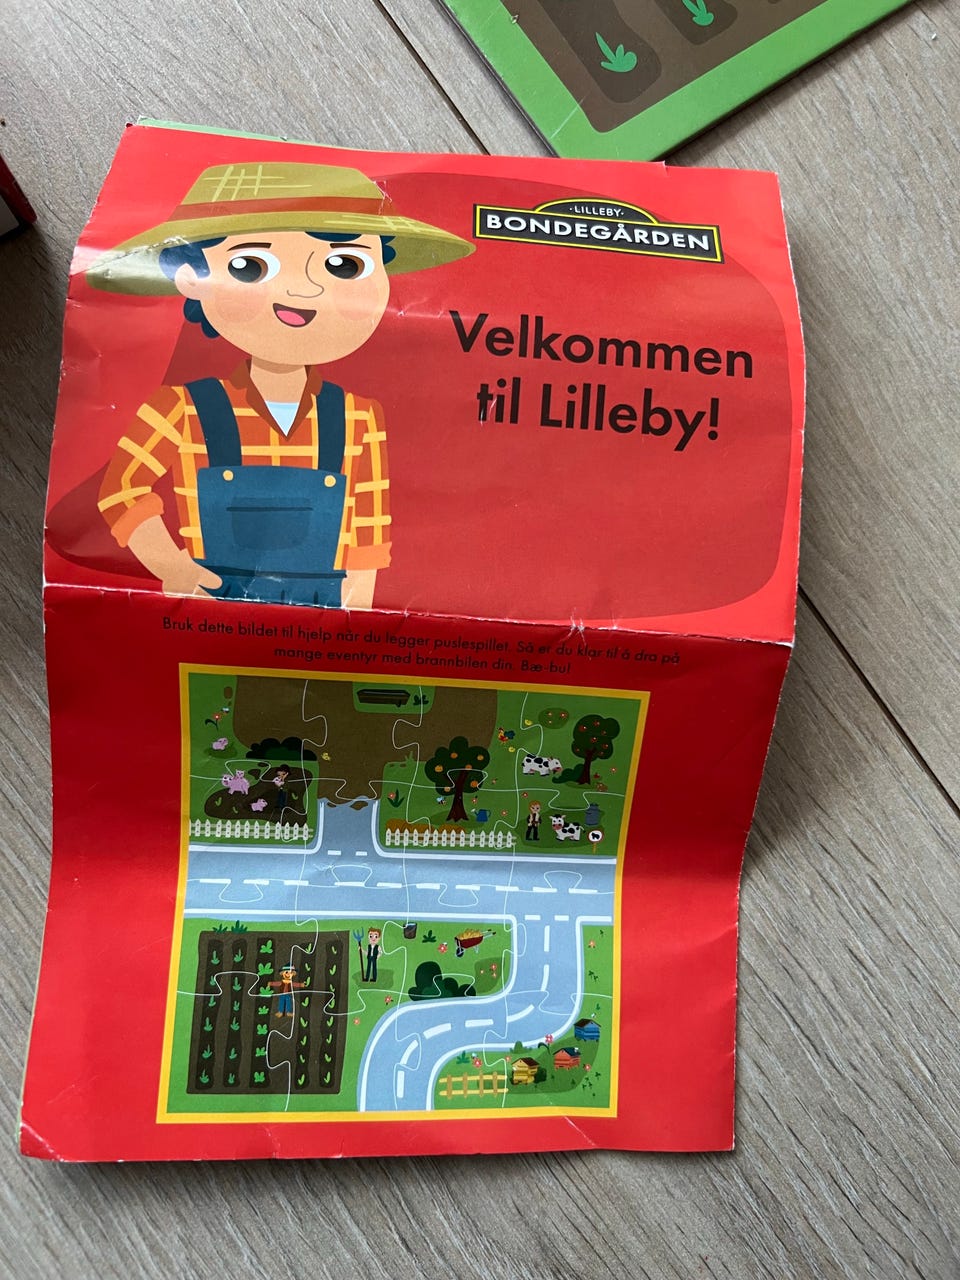 ·LILLEBY·
BONDEGÅRDEN
Velkommen
til Lilleby!
Bruk dette bildet til hjelp når du legger puslespillet. Så er du klar til å dra på
mange eventyr med brannbilen din. Bæ-bu!